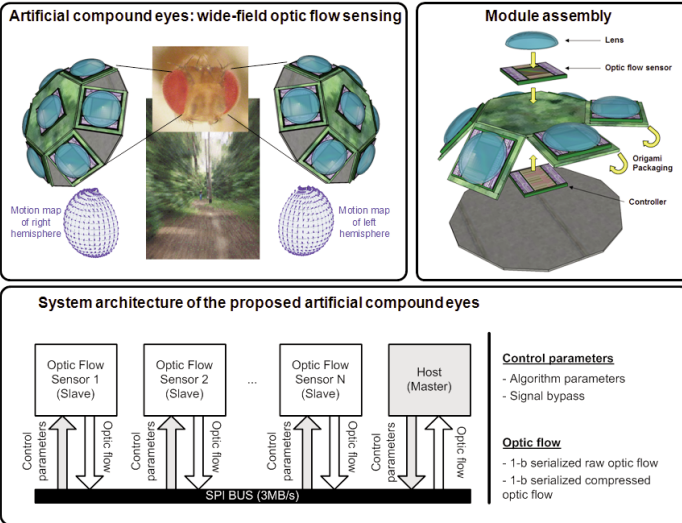 Artificial compound eyes: wide-field optic flow sensing
Motion map
of right
hemisphere
Motion map
of left
hemisphere
Module assembly
Lens
Optic flow sensor
Origami
Packaging
Controller
System architecture of the proposed artificial compound eyes
Optic Flow
Sensor 1
(Slave)
Optic Flow
Sensor 2
(Slave)
...
Optic Flow
Sensor N
(Slave)
Host
(Master)
Control
parameters
Optic flow
Control
parameters
Optic flow
Control
parameters
Optic flow
Control
parameters
Optic flow
SPI BUS (3MB/s)
Control parameters
- Algorithm parameters
- Signal bypass
Optic flow
- 1-b serialized raw optic flow
- 1-b serialized compressed
optic flow